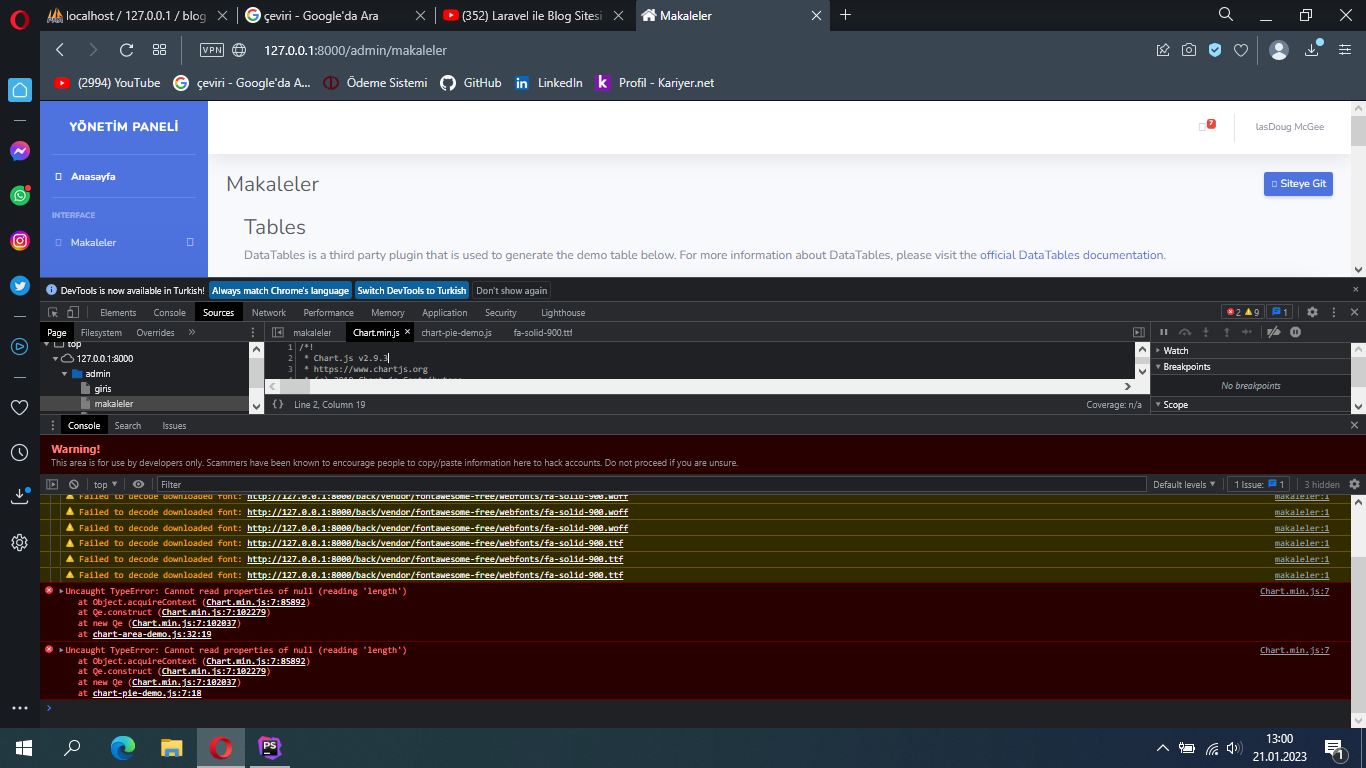 localhost / 127.0.0.1 / blog
çeviri - Google'da Ara
(352) Laravel ile Blog Sitesi
Makaleler
VPN
127.0.0.1:8000/admin/makaleler
(2994) YouTube
çeviri - Google'da A...
Ödeme Sistemi
GitHub
LinkedIn
Profil - Kariyer.net
YÖNETİM PANELİ
7
lasDoug McGee
Anasayfa
Makaleler
Siteye Git
INTERFACE
Makaleler
Tables
DataTables is a third party plugin that is used to generate the demo table below. For more information about DataTables, please visit the official DataTables documentation.
DevTools is now available in Turkish!
Always match Chrome's language
Switch DevTools to Turkish
Don't show again
Elements
Console
Sources
Network
Performance
Memory
Application
Security
Lighthouse
2
9
1
Page
Filesystem
Overrides
makaleler
Chart.min.js
chart-pie-demo.js
fa-solid-900.ttf
top
127.0.0.1:8000
admin
giris
makaleler
1 /*!
2 * Chart.js v2.9.3
3 * https://www.chartjs.org
Line 2, Column 19
Coverage: n/a
Watch
Breakpoints
No breakpoints
Scope
Console
Search
Issues
Warning!
This area is for use by developers only. Scammers have been known to encourage people to copy/paste information here to hack accounts. Do not proceed if you are unsure.
top
Filter
Default levels
1 Issue: 1
3 hidden
Failed to decode downloaded font: http://127.0.0.1:8000/back/vendor/fontawesome-free/webfonts/fa-solid-900.woff makaleler:1
Failed to decode downloaded font: http://127.0.0.1:8000/back/vendor/fontawesome-free/webfonts/fa-solid-900.woff makaleler:1
Failed to decode downloaded font: http://127.0.0.1:8000/back/vendor/fontawesome-free/webfonts/fa-solid-900.woff makaleler:1
Failed to decode downloaded font: http://127.0.0.1:8000/back/vendor/fontawesome-free/webfonts/fa-solid-900.ttf makaleler:1
Failed to decode downloaded font: http://127.0.0.1:8000/back/vendor/fontawesome-free/webfonts/fa-solid-900.ttf makaleler:1
Failed to decode downloaded font: http://127.0.0.1:8000/back/vendor/fontawesome-free/webfonts/fa-solid-900.ttf makaleler:1
Uncaught TypeError: Cannot read properties of null (reading 'length') Chart.min.js:7
at Object.acquireContext (Chart.min.js:7:85892)
at Qe.construct (Chart.min.js:7:102279)
at new Qe (Chart.min.js:7:102037)
at chart-area-demo.js:32:19
Uncaught TypeError: Cannot read properties of null (reading 'length') Chart.min.js:7
at Object.acquireContext (Chart.min.js:7:85892)
at Qe.construct (Chart.min.js:7:102279)
at new Qe (Chart.min.js:7:102037)
at chart-pie-demo.js:7:18
PS
13:00
21.01.2023
1